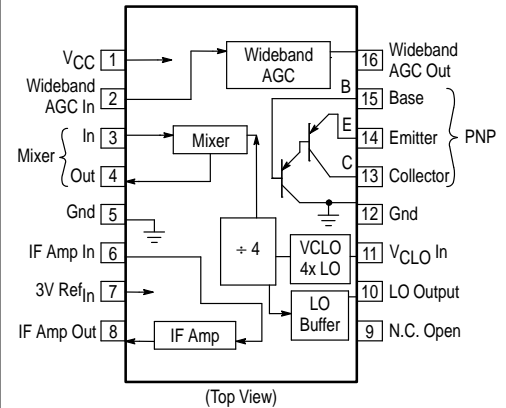 VCC 1
Wideband
AGC In 2
Mixer
In 3
Out 4
Gnd 5
IF Amp In 6
3V RefIn 7
IF Amp Out 8
Wideband
AGC
Mixer
÷ 4
VCLO
4x LO
LO
Buffer
IF Amp
B
E
C
16 Wideband
AGC Out
15 Base
14 Emitter
13 Collector
PNP
12 Gnd
11 VCLO In
10 LO Output
9 N.C. Open
(Top View)